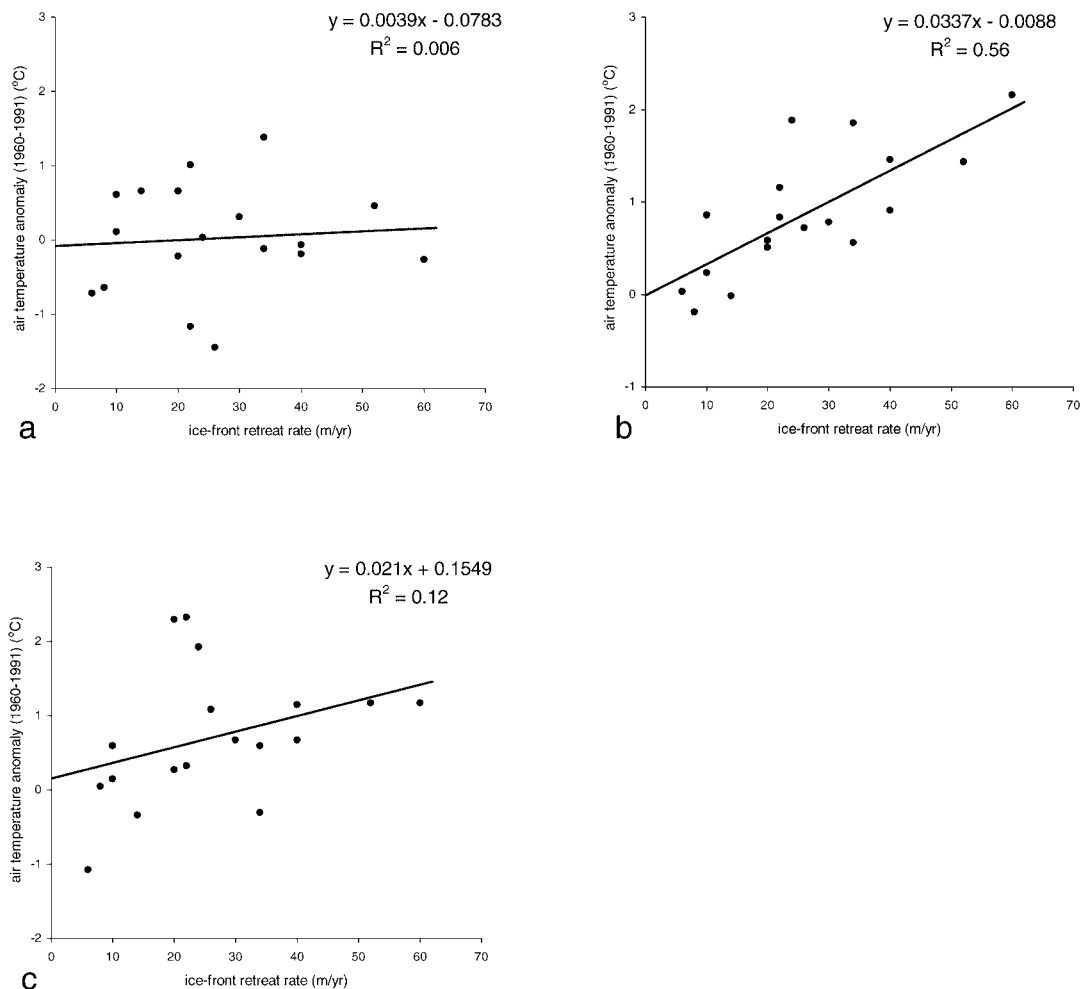 y = 0.0039x - 0.0783
R² = 0.006
air temperature anomaly (1960-1991) (°C)
3
2
1
0
-1
-2
0 10 20 30 40 50 60 70
ice-front retreat rate (m/yr)
a
y = 0.0337x - 0.0088
R² = 0.56
air temperature anomaly (1960-1991) (°C)
3
2
1
0
-1
0 10 20 30 40 50 60 70
ice-front retreat rate (m/yr)
b
y = 0.021x + 0.1549
R² = 0.12
air temperature anomaly (1960-1991) (°C)
3
2
1
0
-1
-2
0 10 20 30 40 50 60 70
ice-front retreat rate (m/yr)
c